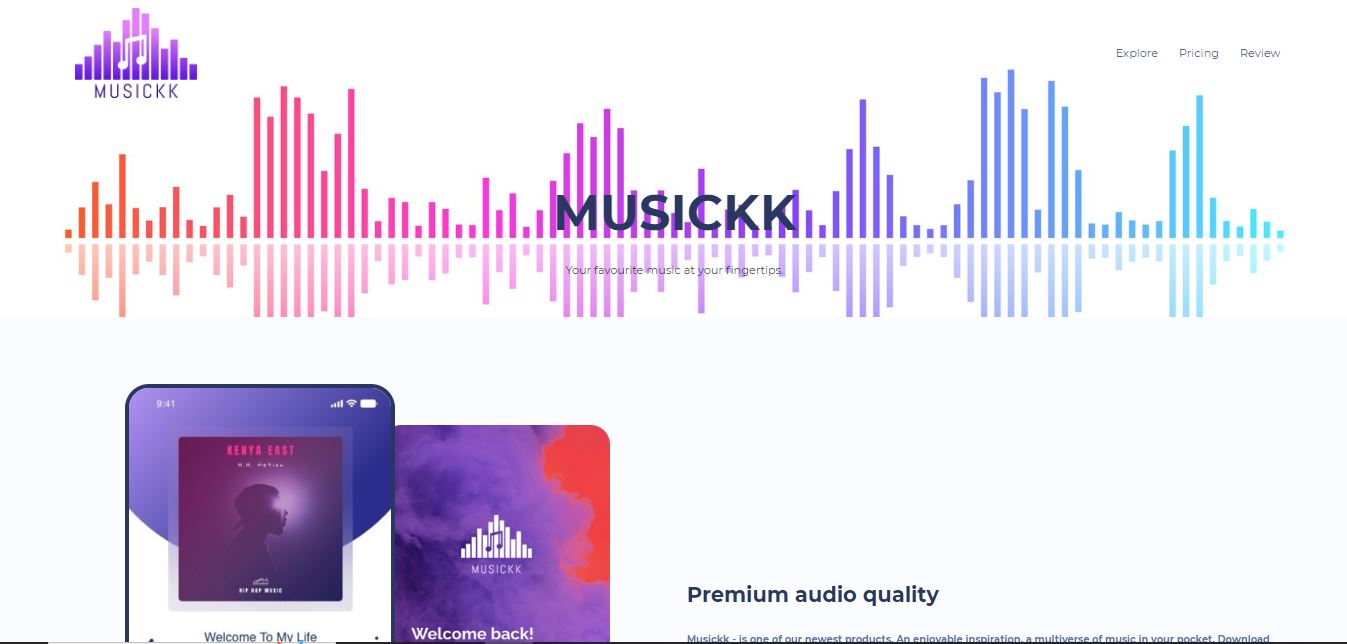 MUSICKK
Explore Pricing Review
MUSICKK
Your favourite music at your fingertips.
9:41
KENYA EAST
N.N. Nation
HIP HOP MUSIC
Welcome To My Life
MUSICKK
Welcome back!
Premium audio quality
Musickk - is one of our newest products. An enjoyable inspiration, a multiverse of music in your pocket. Download